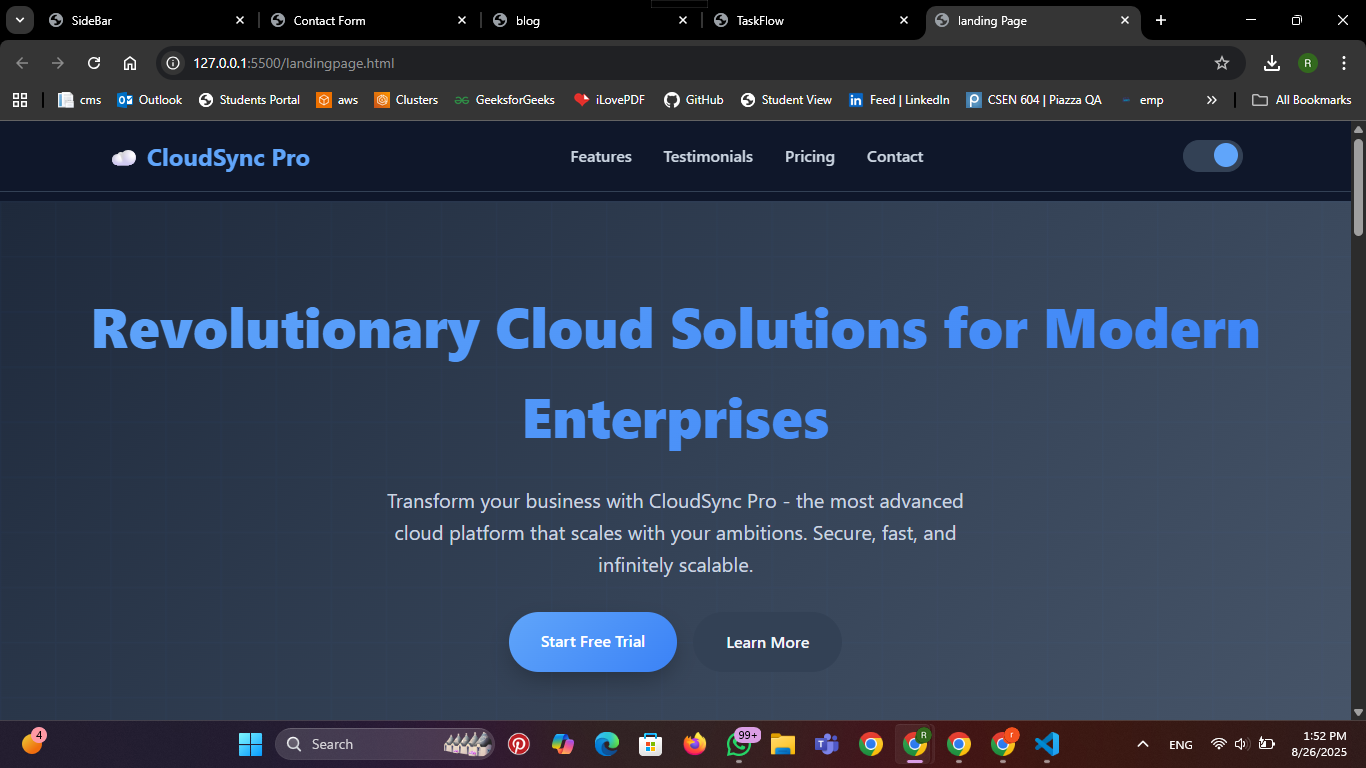 SideBar
Contact Form
blog
TaskFlow
landing Page
127.0.0.1:5500/landingpage.html
R
cms
Outlook
Students Portal
aws
Clusters
GeeksforGeeks
iLovePDF
GitHub
Student View
Feed | LinkedIn
CSEN 604 | Piazza QA
emp
All Bookmarks
CloudSync Pro
Features
Testimonials
Pricing
Contact
Revolutionary Cloud Solutions for Modern
Enterprises
Transform your business with CloudSync Pro - the most advanced
cloud platform that scales with your ambitions. Secure, fast, and
infinitely scalable.
Start Free Trial
Learn More
4
Search
99+
R
r
ENG
1:52 PM
8/26/2025